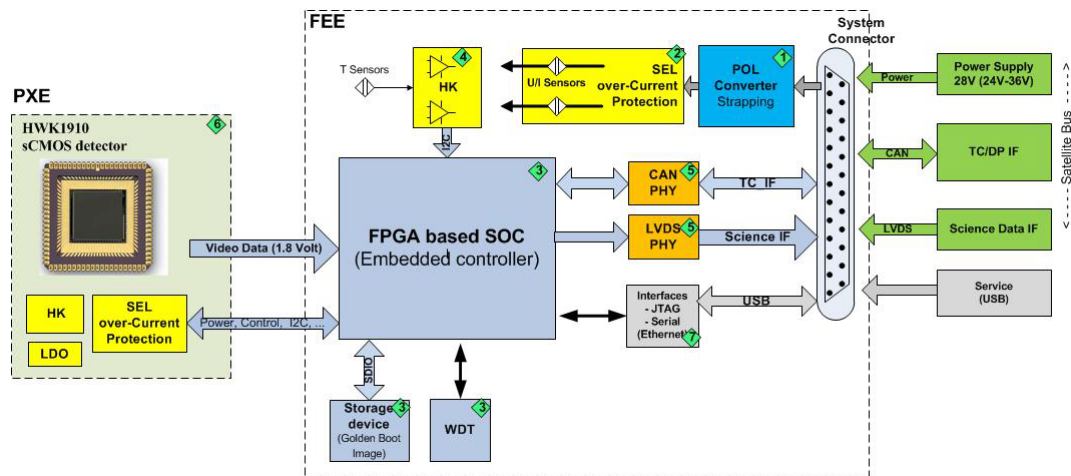 FEE
System
Connector
T Sensors
4
HK
U/I Sensors
2
SEL
over-Current
Protection
1
POL
Converter
Strapping
Power
Power Supply
28V (24V-36V)
<---- Satellite Bus ---->
PXE
6
HWK1910
sCMOS detector
I2C
3
FPGA based SOC
(Embedded controller)
CAN
PHY
5
TC_IF
CAN
TC/DP IF
LVDS
PHY
5
Science IF
LVDS
Science Data IF
Video Data (1.8 Volt)
Interfaces
- JTAG
- Serial
(Ethernet)
7
USB
Service
(USB)
HK
LDO
SEL
over-Current
Protection
Power, Control, I2C, ...
SDIO
3
Storage
device
(Golden Boot
Image)
3
WDT